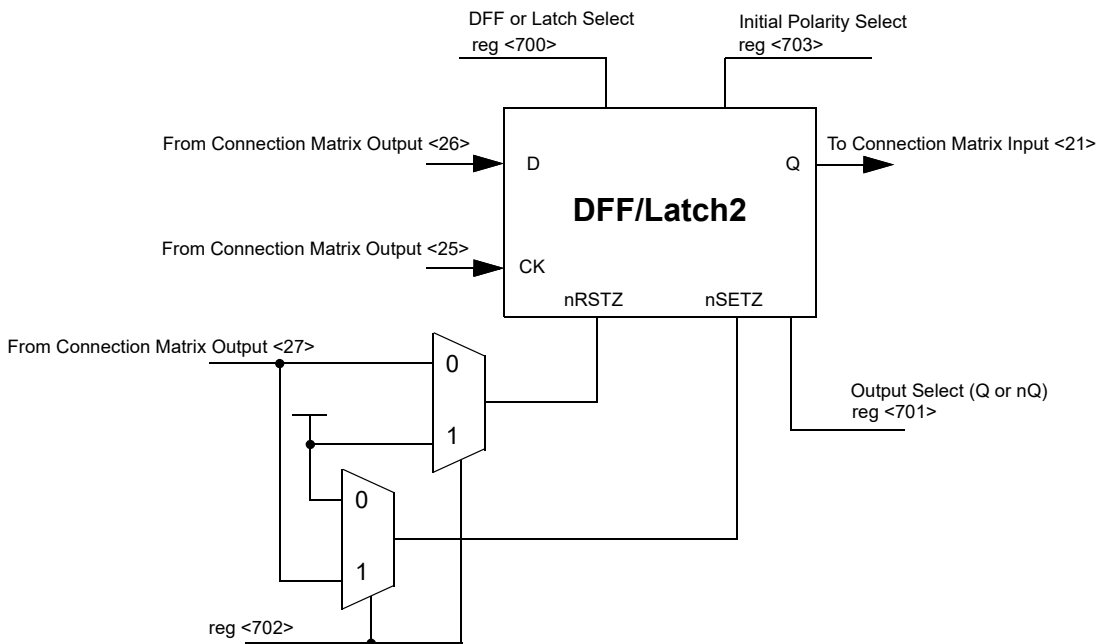 DFF or Latch Select
reg <700>
Initial Polarity Select
reg <703>
From Connection Matrix Output <26>
D
Q
To Connection Matrix Input <21>
DFF/Latch2
From Connection Matrix Output <25>
CK
nRSTZ
nSETZ
From Connection Matrix Output <27>
0
1
Output Select (Q or nQ)
reg <701>
0
1
reg <702>